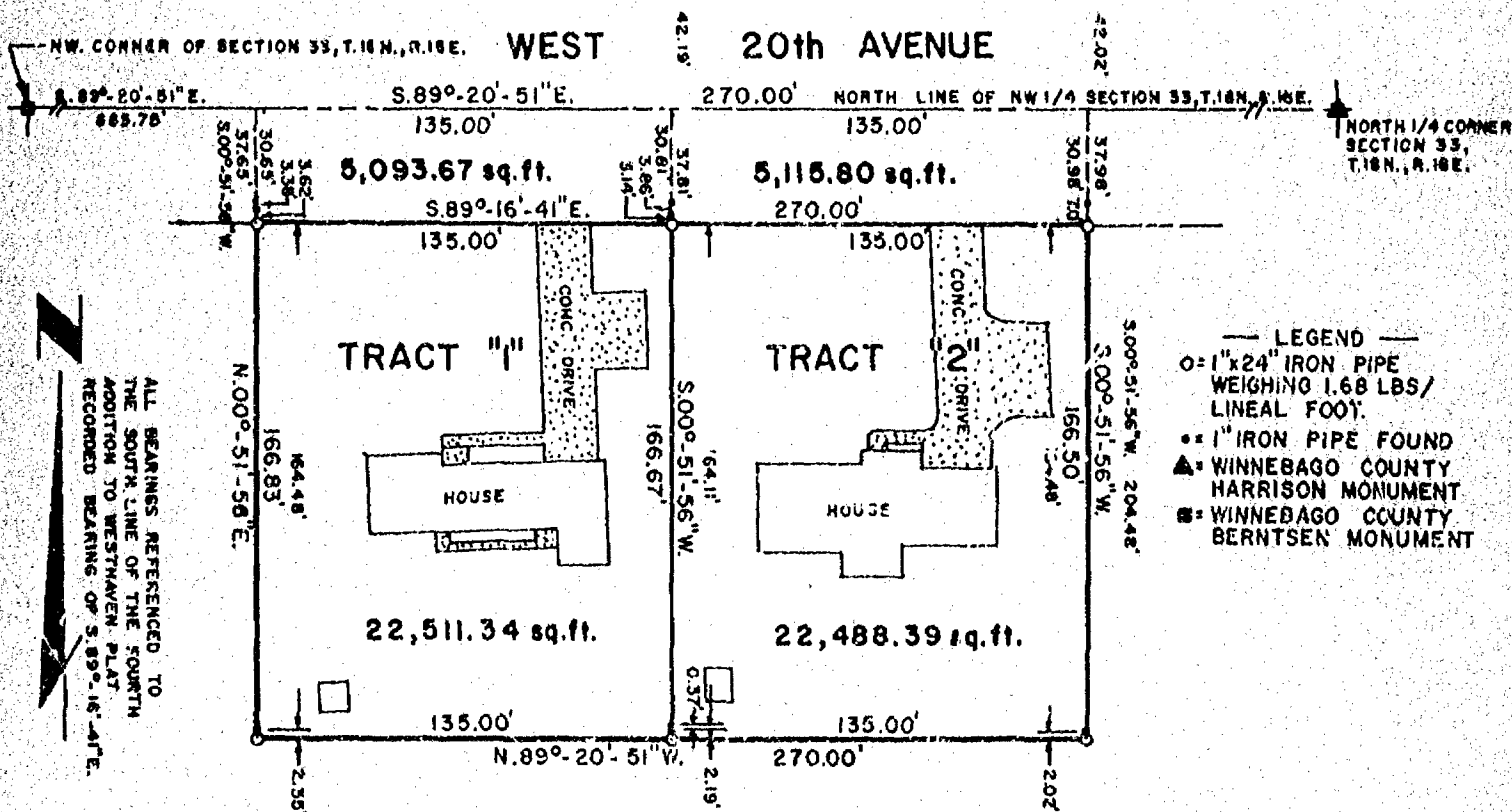 NW. CORNER OF SECTION 33, T.18N., R.16E.
WEST 20th AVENUE
42.19'
42.02'
S.89°-20'-51"E.
665.75'
S.89°-20'-51"E.
270.00'
NORTH LINE OF NW 1/4 SECTION 33, T.18N., R.16E.
NORTH 1/4 CORNER
SECTION 33,
T.18N., R.16E.
135.00'
135.00'
S.00°-51'-56"W.
37.65'
30.65'
3.38'
3.62'
5,093.67 sq.ft.
3.14'
3.86'
30.81'
37.81'
5,115.80 sq.ft.
30.98'
37.98'
7.0
S.89°-16'-41"E.
270.00'
135.00'
135.00'
CONC DRIVE
CONC DRIVE
TRACT "1"
TRACT "2"
N.00°-51'-56"E.
166.83'
164.48'
S.00°-51'-56"W.
166.67'
164.11'
S.00°-51'-56"W.
166.50'
S.00°-51'-56"W. 204.48'
HOUSE
HOUSE
22,511.34 sq.ft.
22,488.39 sq.ft.
0.37'
135.00'
135.00'
N.89°-20'-51"W.
270.00'
2.35'
2.19'
2.02'
ALL BEARINGS REFERENCED TO
THE SOUTH LINE OF THE FOURTH
ADDITION TO WESTHAVEN PLAT
RECORDED BEARING OF S.89°-16'-41"E.
— LEGEND —
O= 1"x24" IRON PIPE
WEIGHING 1.68 LBS/
LINEAL FOOT.
●= 1" IRON PIPE FOUND
▲= WINNEBAGO COUNTY
HARRISON MONUMENT
= WINNEBAGO COUNTY
BERNTSEN MONUMENT